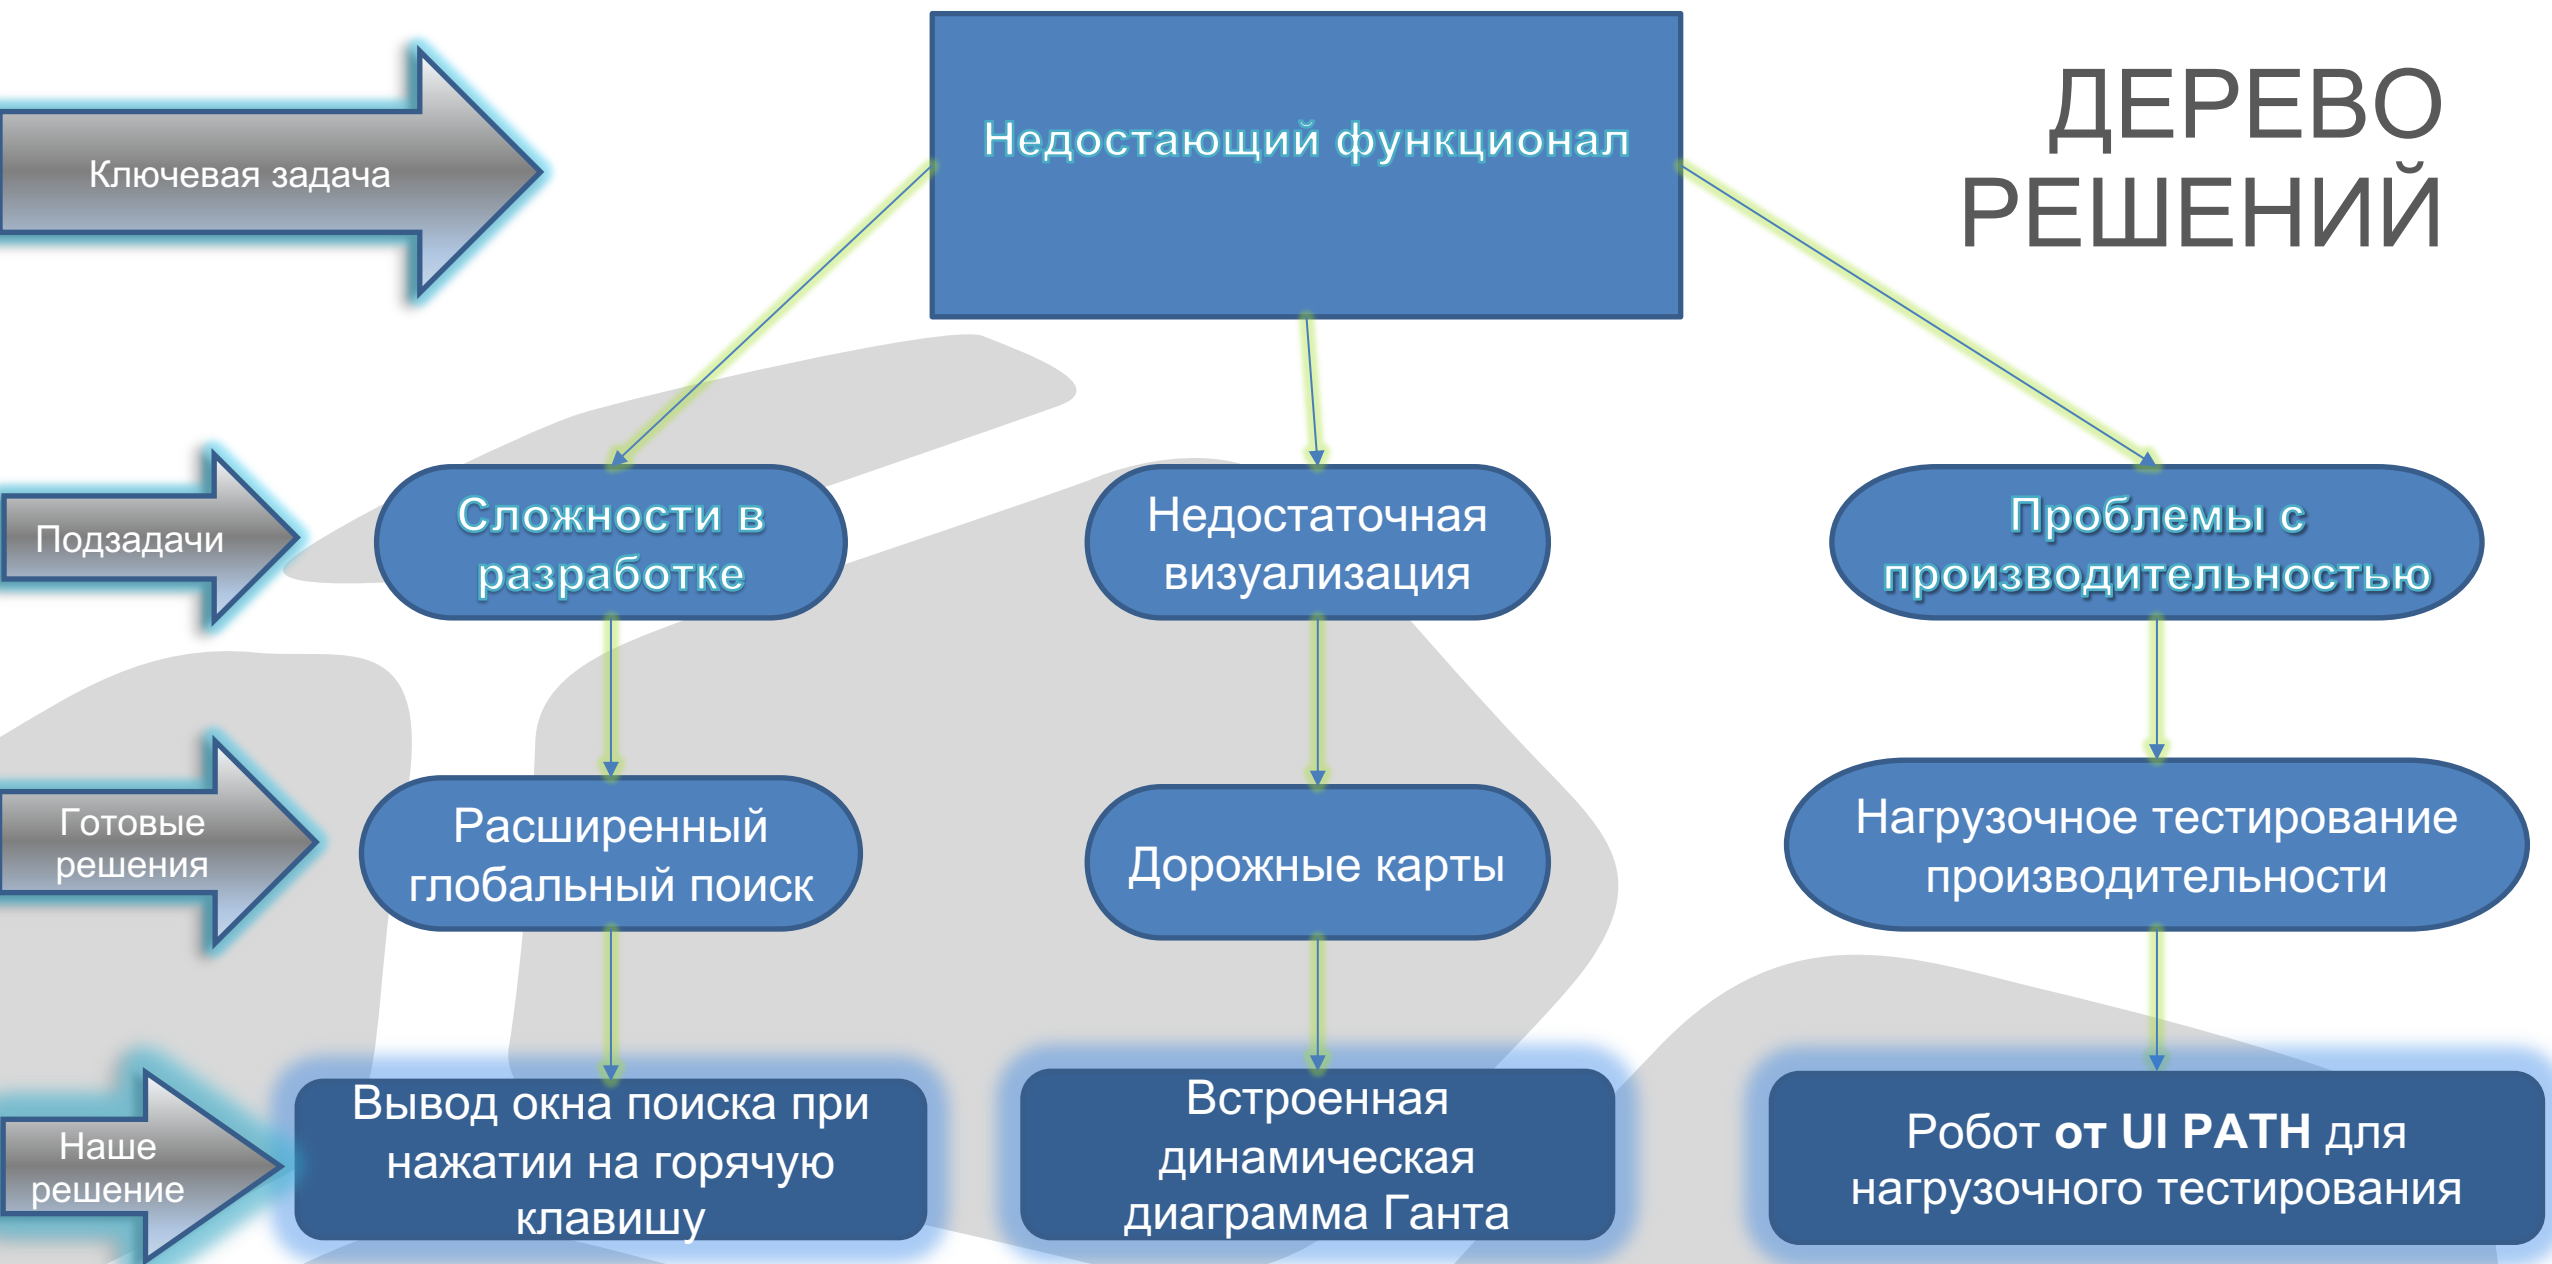 ДЕРЕВО
РЕШЕНИЙ
Ключевая задача
Недостающий функционал
Подзадачи
Сложности в
разработке
Недостаточная
визуализация
Проблемы с
производительностью
Готовые
решения
Расширенный
глобальный поиск
Дорожные карты
Нагрузочное тестирование
производительности
Наше
решение
Вывод окна поиска при
нажатии на горячую
клавишу
Встроенная
динамическая
диаграмма Ганта
Робот от UI PATH для
нагрузочного тестирования